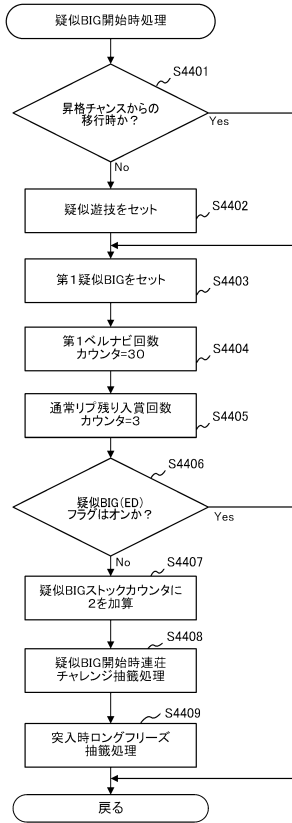 疑似BIG開始時処理
S4401
昇格チャンスからの
移行時か？
Yes
No
疑似遊技をセット
S4402
第1疑似BIGをセット
S4403
第1ベルナビ回数
カウンタ=30
S4404
通常リプ残り入賞回数
カウンタ=3
S4405
S4406
疑似BIG(ED)
フラグはオンか？
Yes
No
S4407
疑似BIGストックカウンタに
2を加算
S4408
疑似BIG開始時連荘
チャレンジ抽籤処理
S4409
突入時ロングフリーズ
抽籤処理
戻る